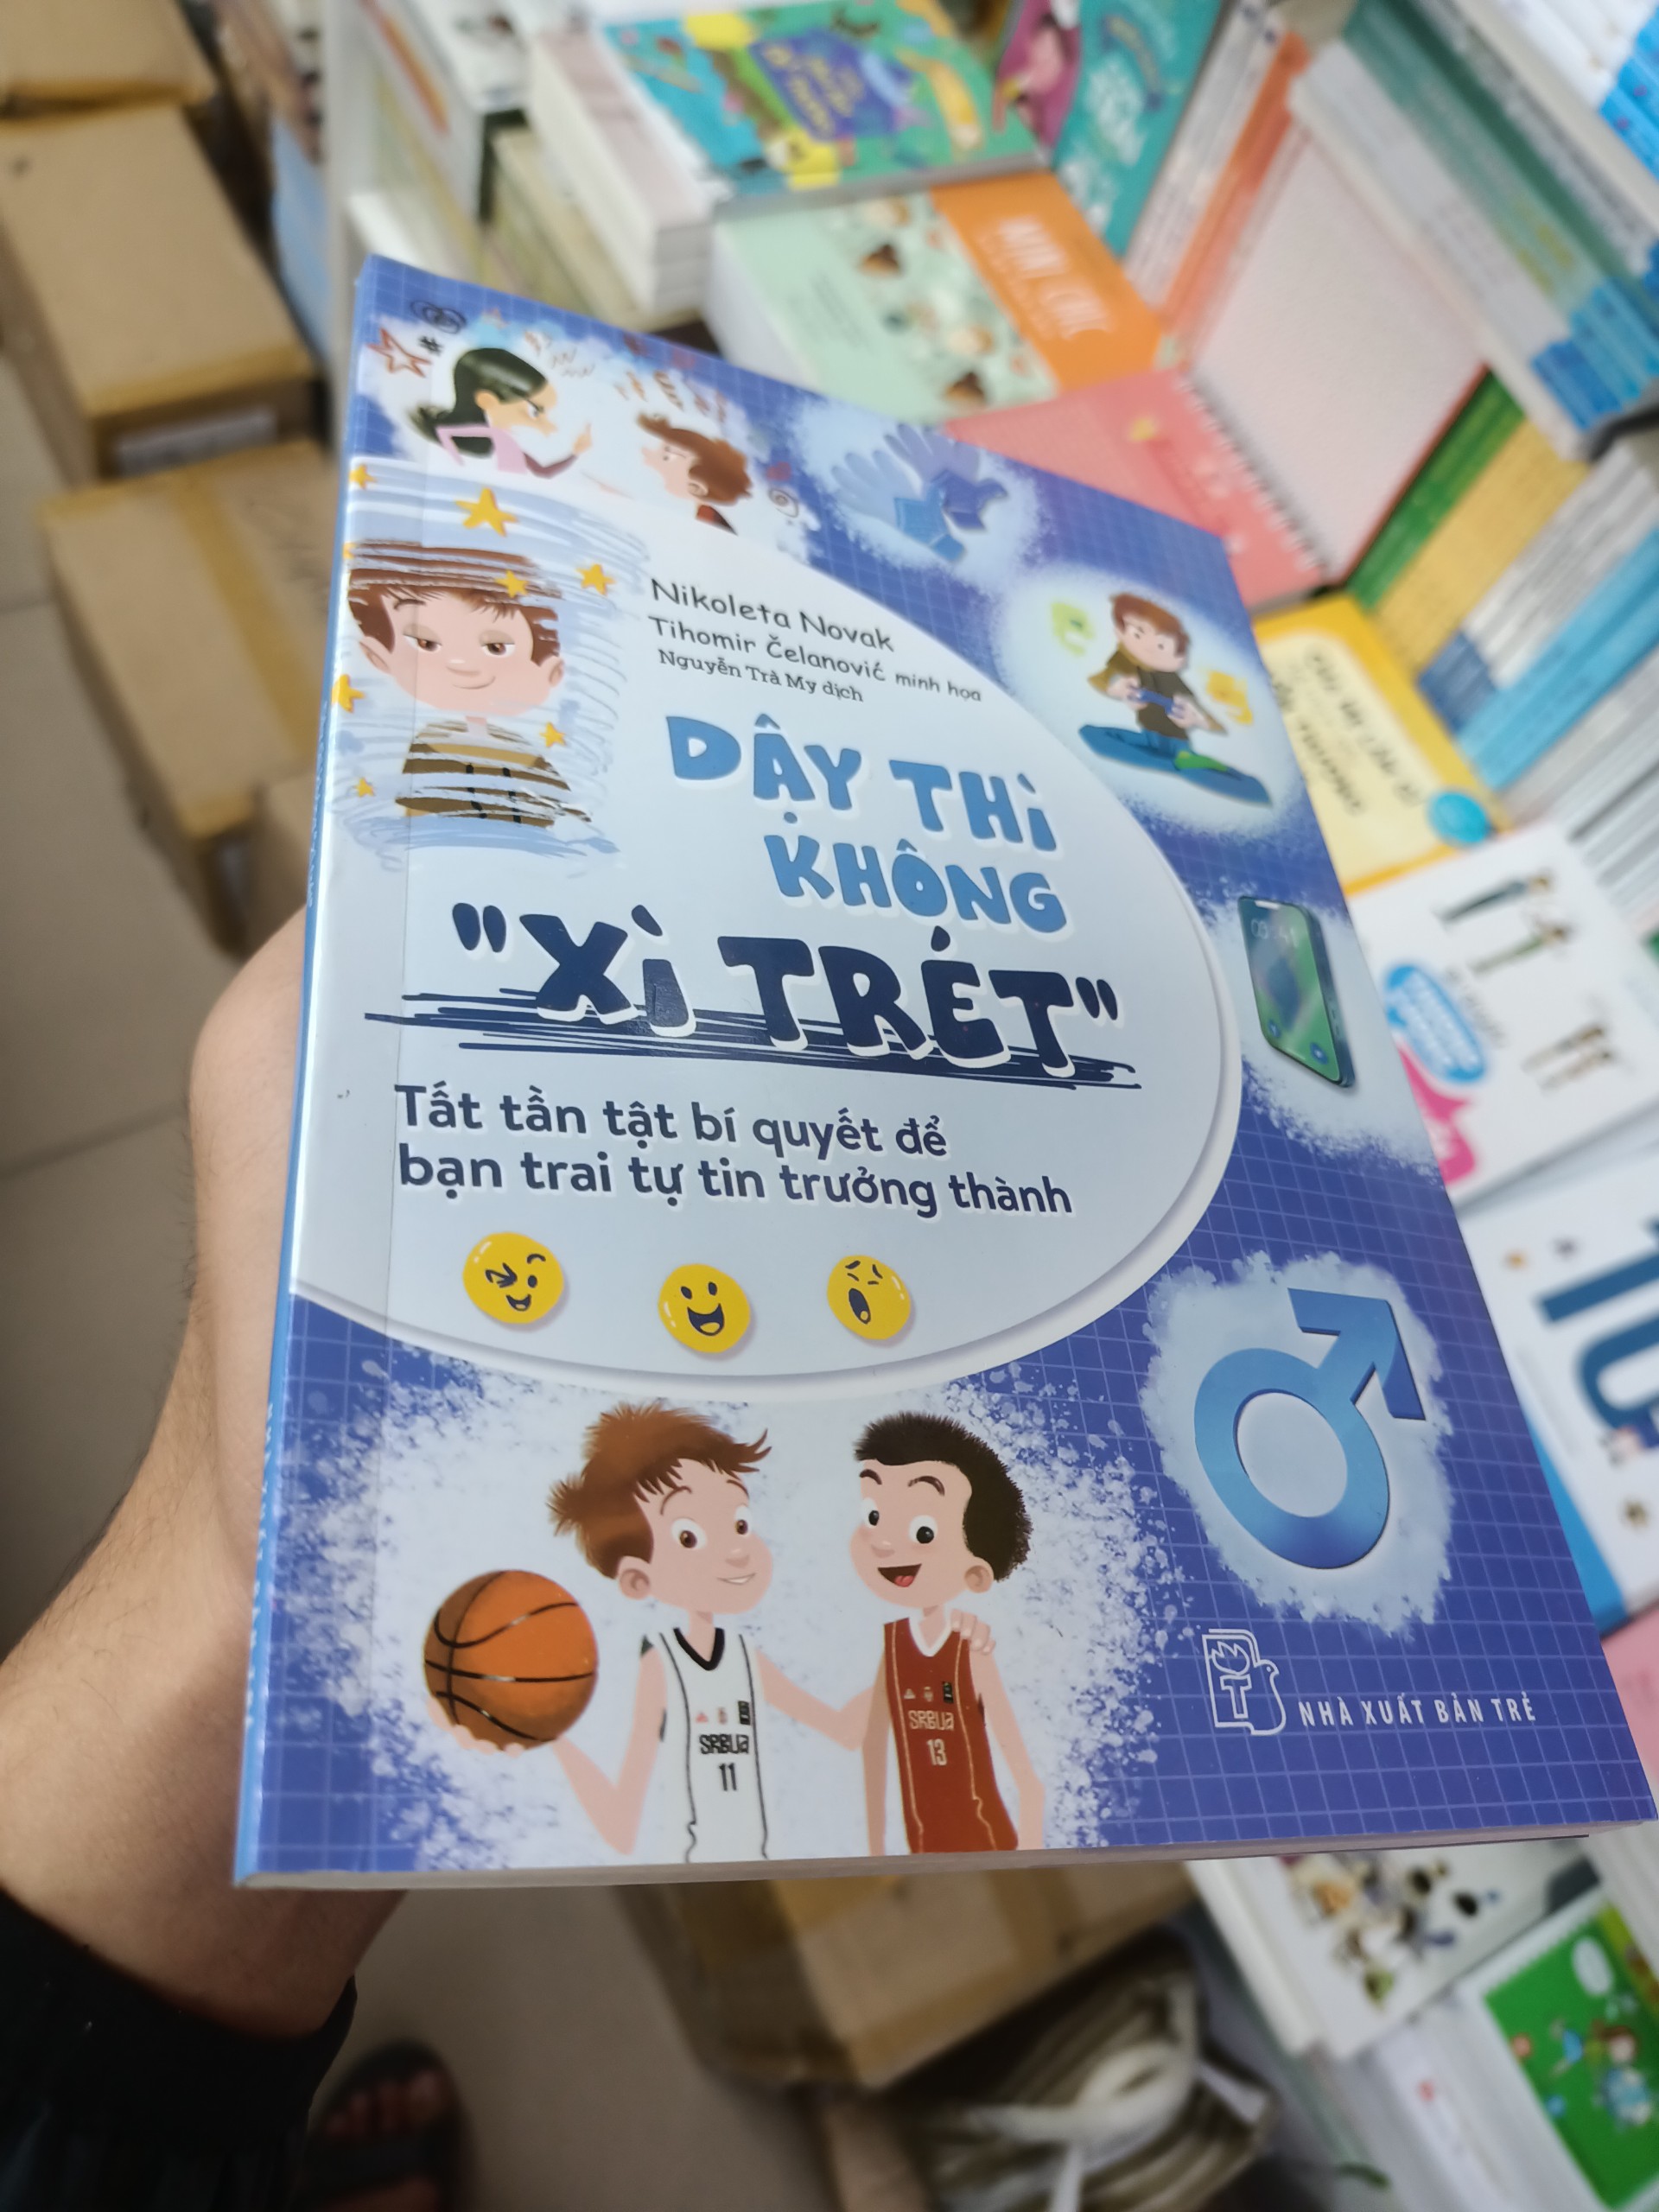 Nikoleta Novak
Tihomir Čelanović minh họa
Nguyễn Trà My dịch
DẬY THÌ
KHÔNG
"XÌ TRÉT"
Tất tần tật bí quyết để
bạn trai tự tin trưởng thành
SRBIJA
11
SRBIJA
13
NHÀ XUẤT BẢN TRẺ